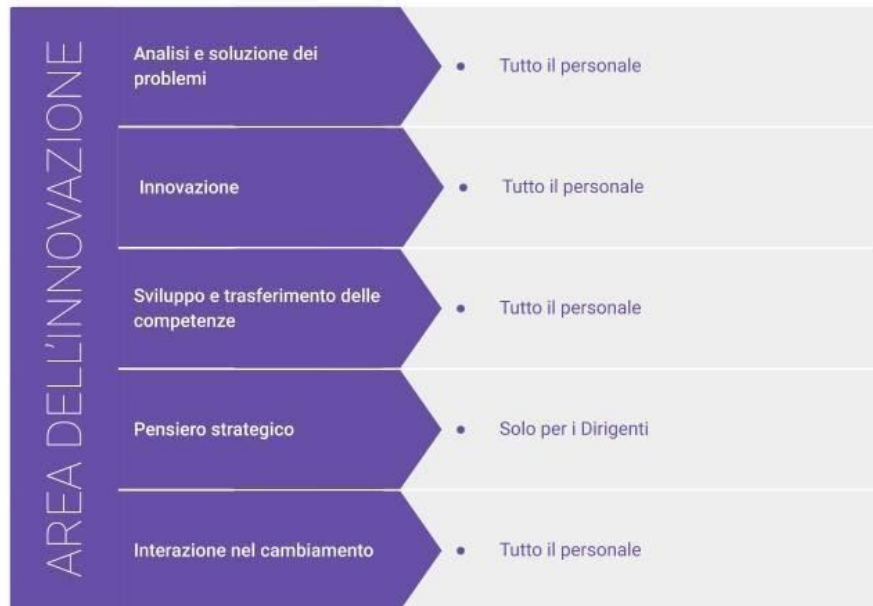 AREA DELL'INNOVAZIONE
Analisi e soluzione dei
problemi
• Tutto il personale
Innovazione
• Tutto il personale
Sviluppo e trasferimento delle
competenze
• Tutto il personale
Pensiero strategico
• Solo per i Dirigenti
Interazione nel cambiamento
• Tutto il personale